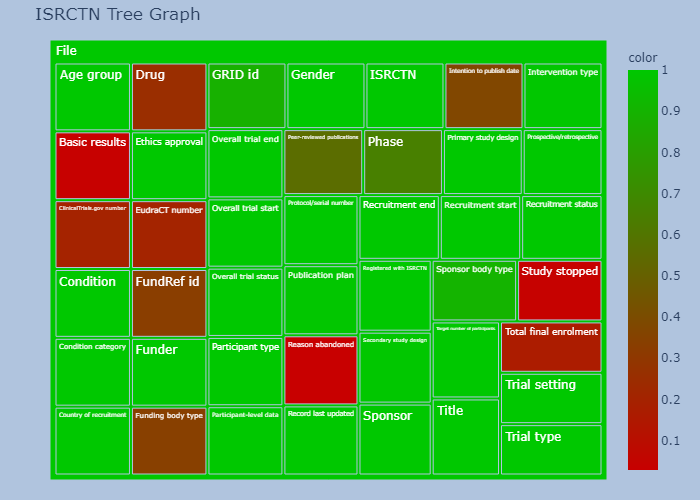 ISRCTN Tree Graph
File
Age group
Drug
GRID id
Gender
ISRCTN
Intention to publish date
Intervention type
Basic results
Ethics approval
Overall trial end
Peer-reviewed publications
Phase
Primary study design
Prospective/retrospective
ClinicalTrials.gov number
EudraCT number
Overall trial start
Protocol/serial number
Recruitment end
Recruitment start
Recruitment status
Condition
FundRef id
Overall trial status
Publication plan
Registered with ISRCTN
Sponsor body type
Study stopped
Condition category
Funder
Participant type
Reason abandoned
Secondary study design
Target number of participants
Total final enrolment
Trial setting
Country of recruitment
Funding body type
Participant-level data
Record last updated
Sponsor
Title
Trial type
color
1
0.9
0.8
0.7
0.6
0.5
0.4
0.3
0.2
0.1